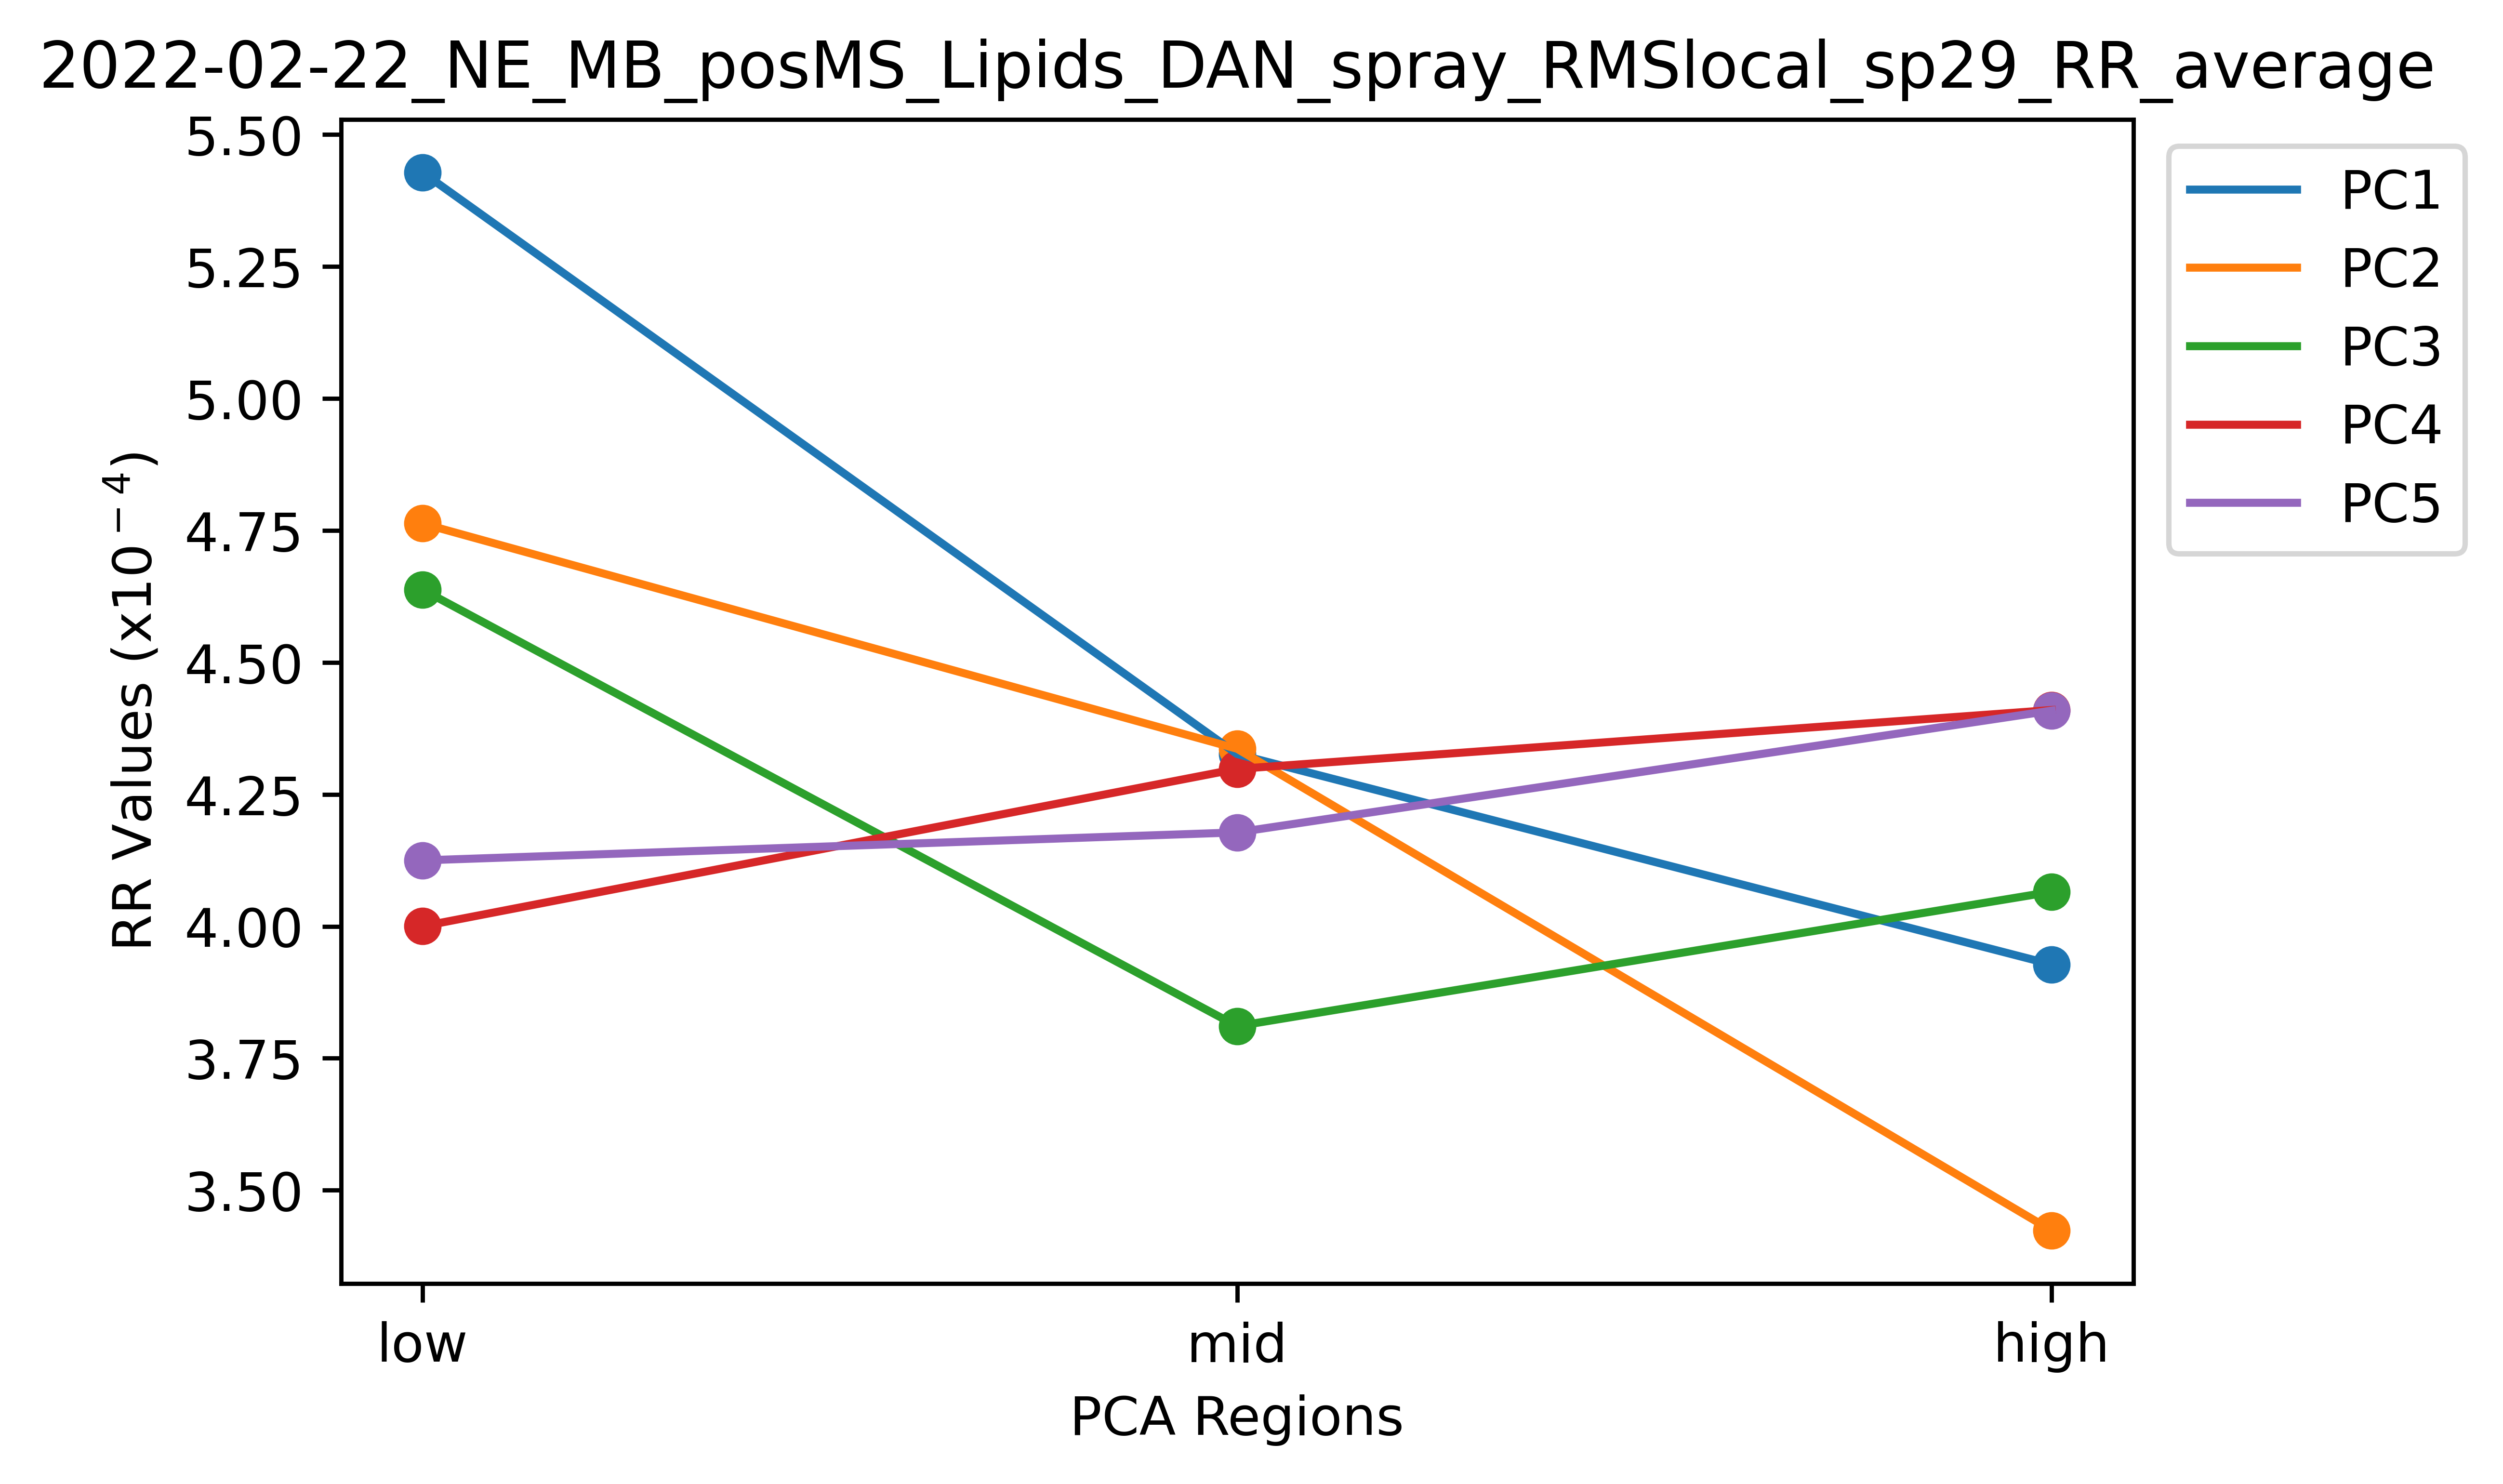 2022-02-22_NE_MB_posMS_Lipids_DAN_spray_RMSlocal_sp29_RR_average
5.50
5.25
5.00
4.75
4.50
4.25
4.00
3.75
3.50
RR Values (x10⁻⁴)
low
mid
high
PCA Regions
PC1
PC2
PC3
PC4
PC5